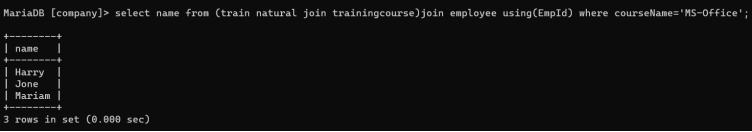 MariaDB [company]> select name from (train natural join trainingcourse)join employee using(EmpId) where courseName='MS-Office';
+--------+
| name   |
+--------+
| Harry  |
| Jone   |
| Mariam |
+--------+
3 rows in set (0.000 sec)